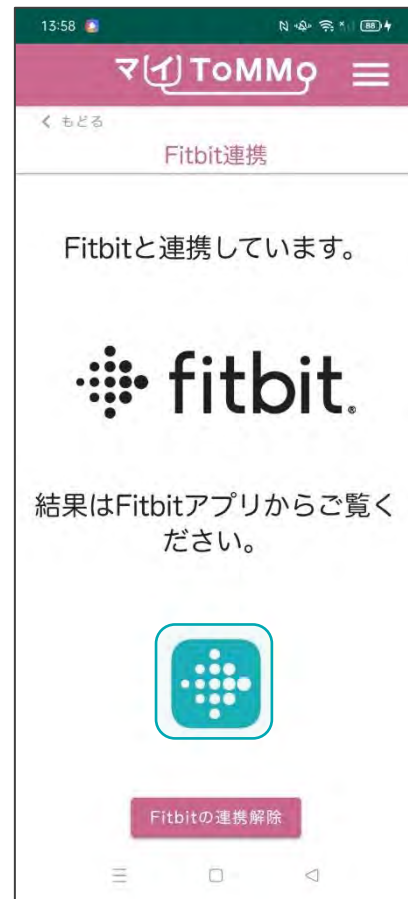 13:58
88
マイToMMo
もどる
Fitbit連携
Fitbitと連携しています。
fitbit®
結果はFitbitアプリからご覧く
ださい。
Fitbitの連携解除